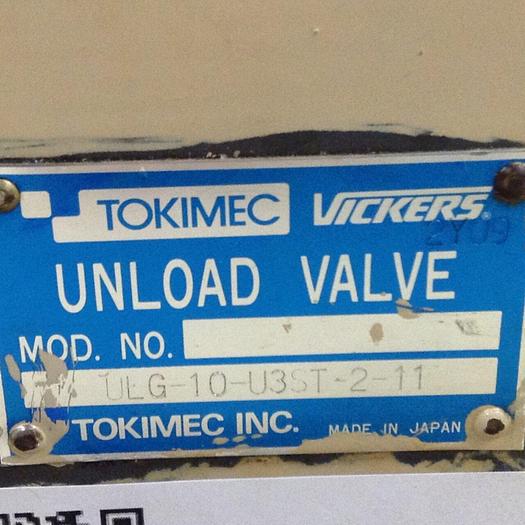 TOKIMEC VICKERS®
2Y09
UNLOAD VALVE
MOD. NO.
ULG-10-U3ST-2-11
TOKIMEC INC. MADE IN JAPAN